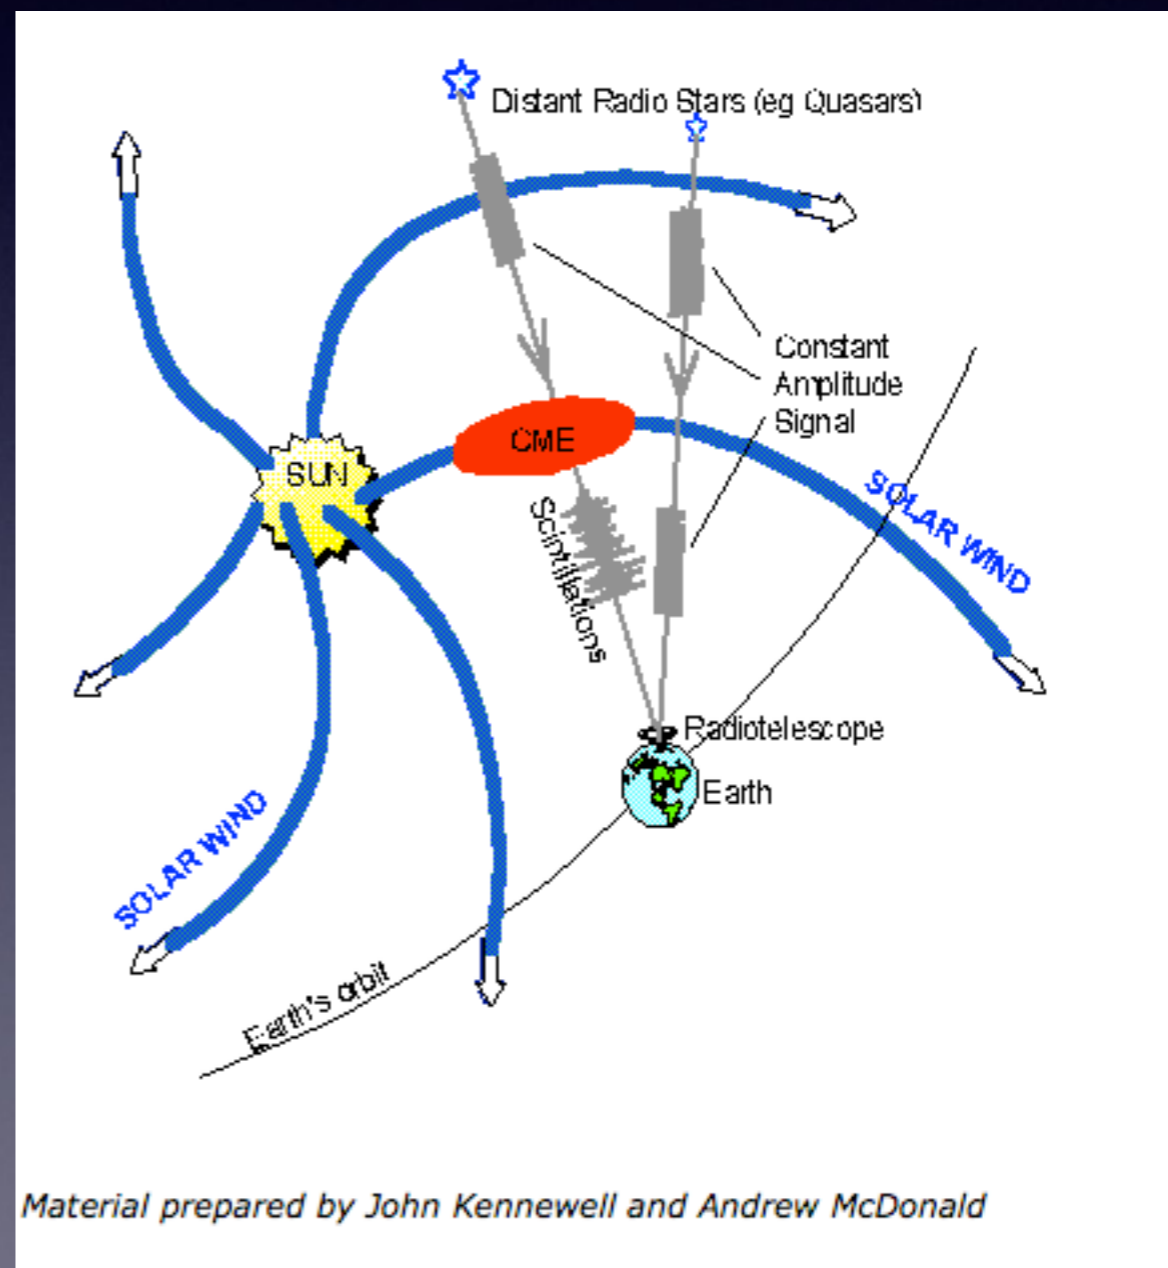 Distant Radio Stars (eg Quasars)
Constant
Amplitude
Signal
SUN
CME
SOLAR WIND
Scintillations
Radiotelescope
Earth
SOLAR WIND
Earth's orbit
Material prepared by John Kennewell and Andrew McDonald